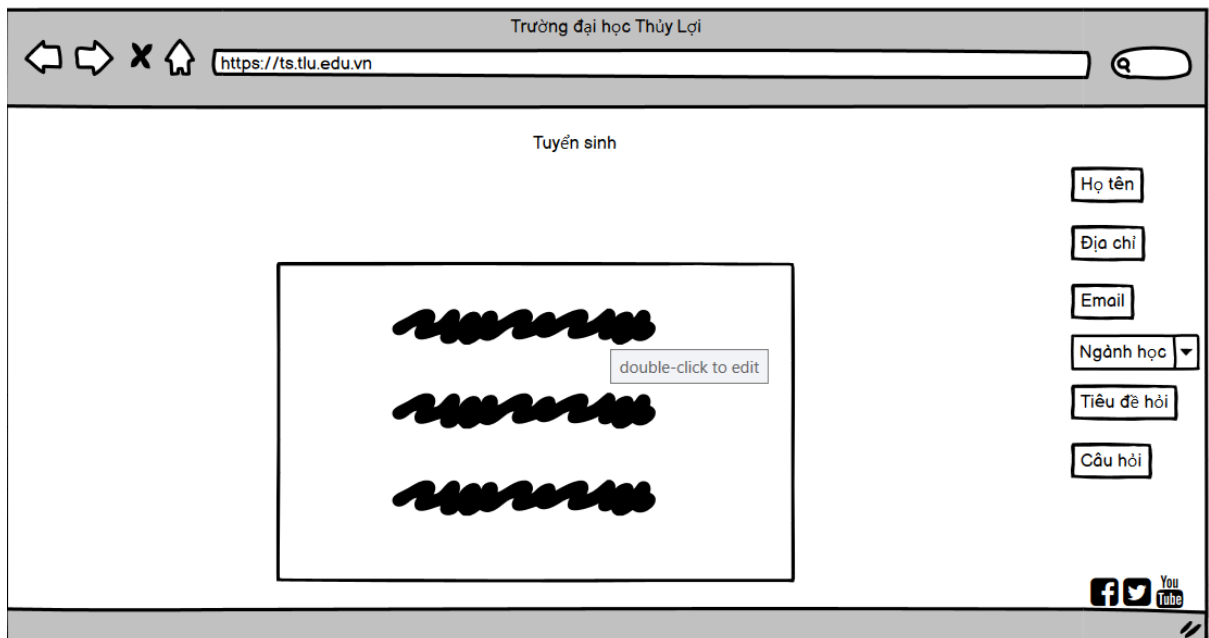 Trường đại học Thủy Lợi
https://ts.tlu.edu.vn
Tuyển sinh
Họ tên
Địa chỉ
Email
Ngành học
Tiêu đề hỏi
Câu hỏi
double-click to edit
You
Tube